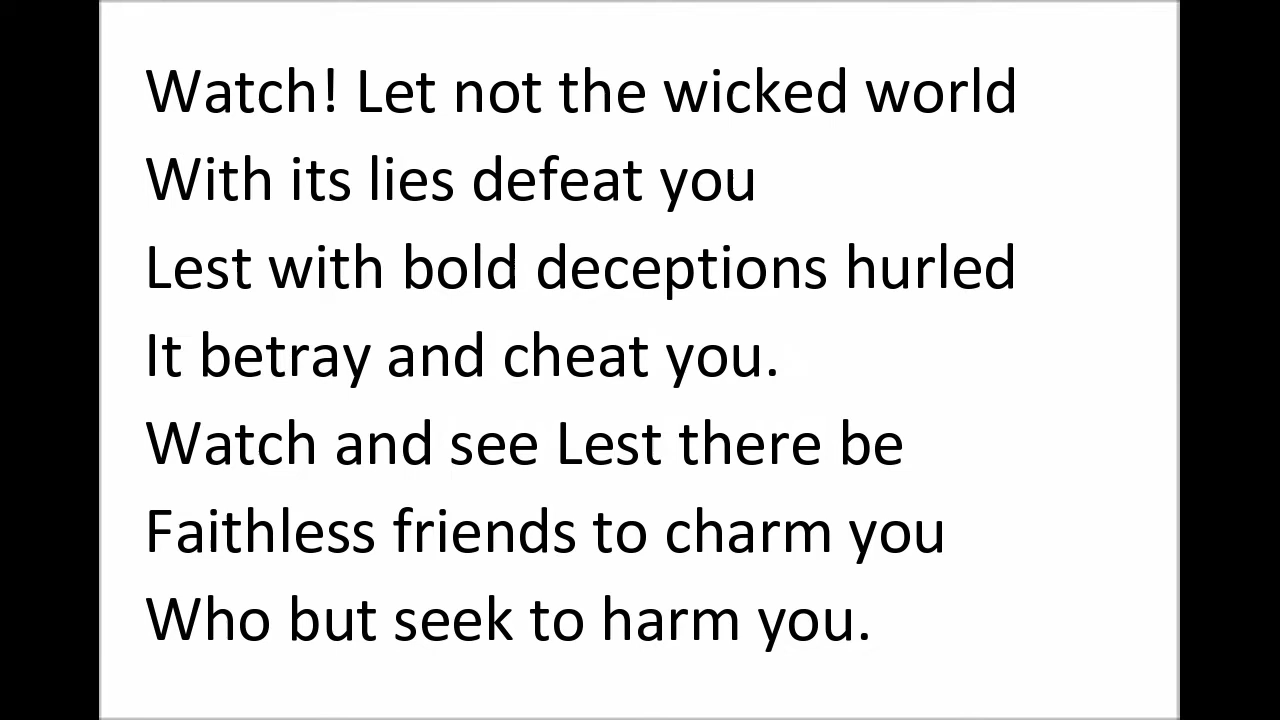 Watch! Let not the wicked world
With its lies defeat you
Lest with bold deceptions hurled
It betray and cheat you.
Watch and see Lest there be
Faithless friends to charm you
Who but seek to harm you.